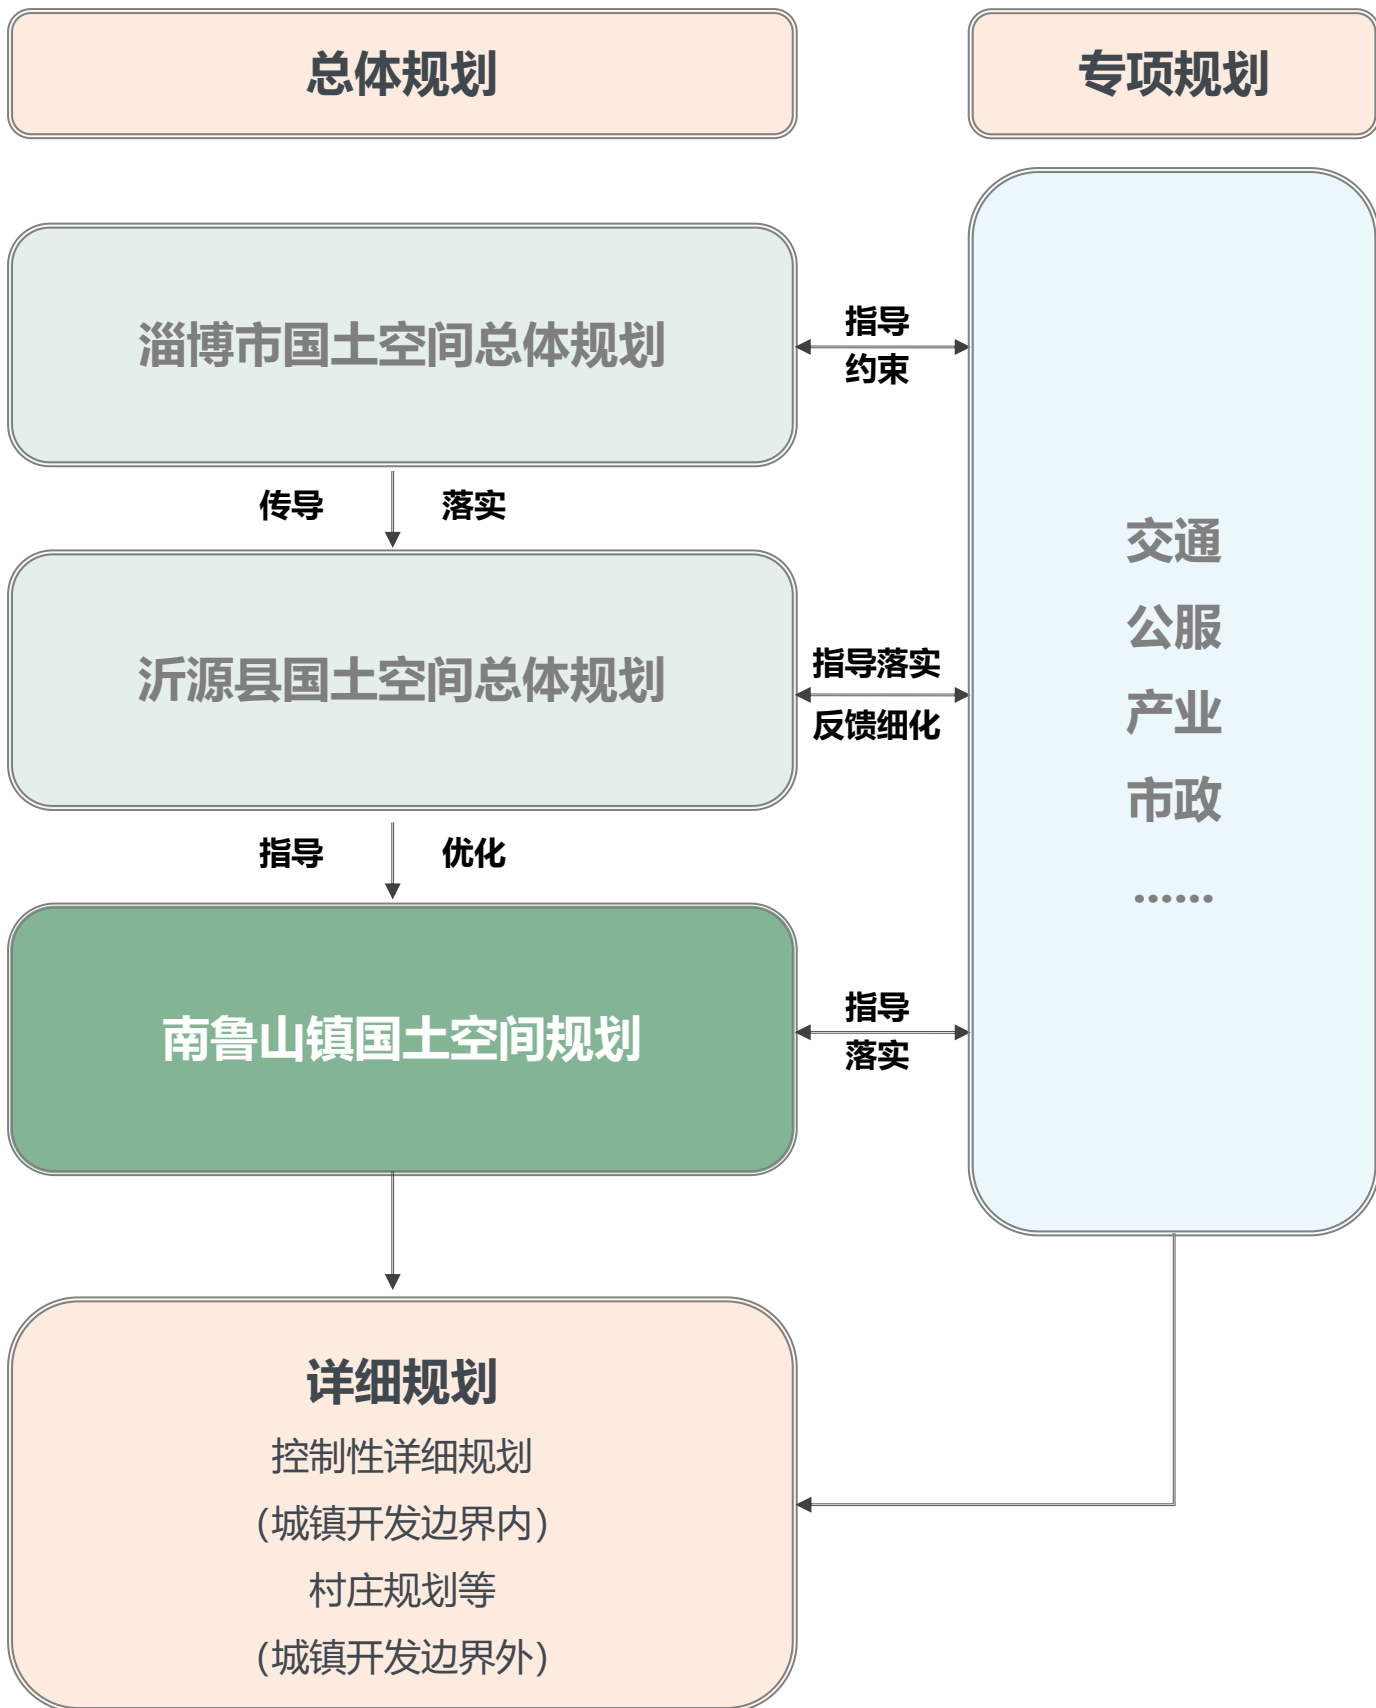 总体规划
专项规划
淄博市国土空间总体规划
指导
约束
传导
落实
沂源县国土空间总体规划
指导落实
反馈细化
交通
公服
产业
市政
......
指导
优化
南鲁山镇国土空间规划
指导
落实
详细规划
控制性详细规划
(城镇开发边界内)
村庄规划等
(城镇开发边界外)